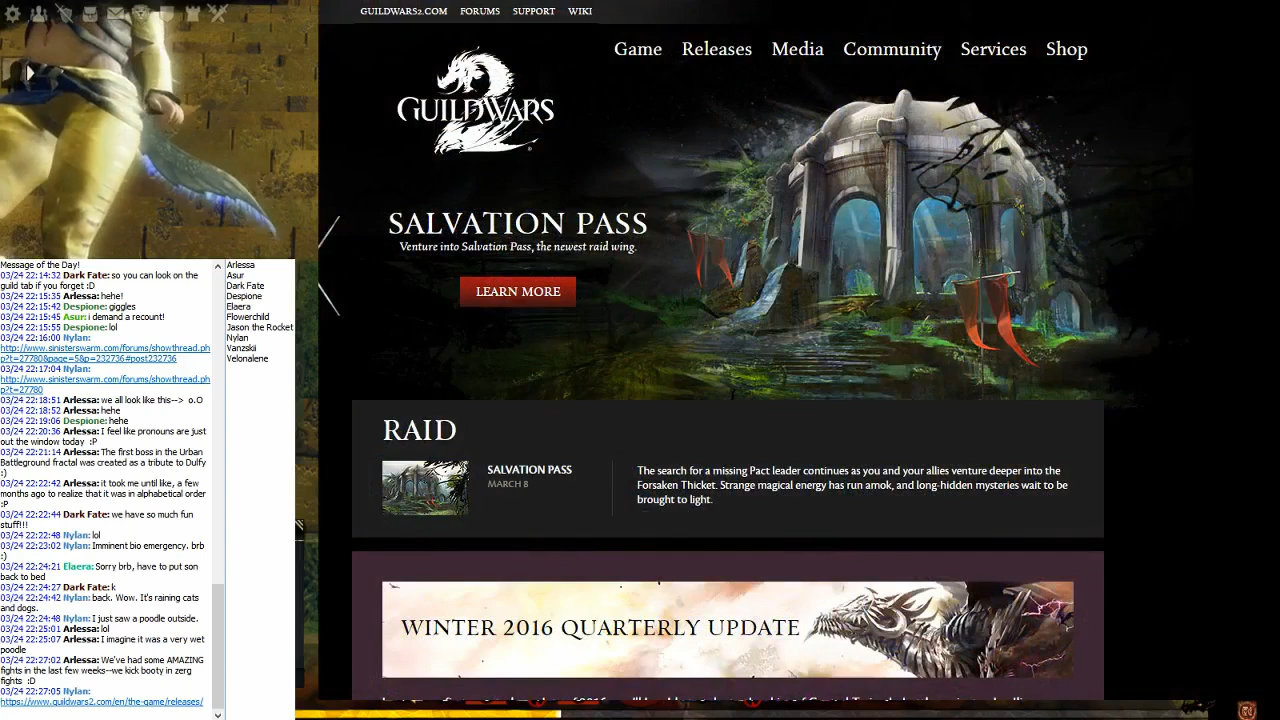 GUILDWARS2.COM FORUMS SUPPORT WIKI
Game Releases Media Community Services Shop
GUILDWARS
2
SALVATION PASS
Venture into Salvation Pass, the newest raid wing.
LEARN MORE
RAID
SALVATION PASS
MARCH 8
The search for a missing Pact leader continues as you and your allies venture deeper into the
Forsaken Thicket. Strange magical energy has run amok, and long-hidden mysteries wait to be
brought to light.
WINTER 2016 QUARTERLY UPDATE
Message of the Day!
03/24 22:14:32 Dark Fate: so you can look on the
guild tab if you forget :D
03/24 22:15:35 Arlessa: hehe!
03/24 22:15:42 Despione: giggles
03/24 22:15:45 Asur: i demand a recount!
03/24 22:15:55 Despione: lol
03/24 22:16:00 Nylan:
http://www.sinisterswarm.com/forums/showthread.ph
p?t=27780&page=5&p=232736#post232736
03/24 22:17:04 Nylan:
http://www.sinisterswarm.com/forums/showthread.ph
p?t=27780
03/24 22:18:51 Arlessa: we all look like this--> o.O
03/24 22:18:52 Arlessa: hehe
03/24 22:19:06 Despione: hehe
03/24 22:20:36 Arlessa: I feel like pronouns are just
out the window today :P
03/24 22:21:14 Arlessa: The first boss in the Urban
Battleground fractal was created as a tribute to Dulfy
:)
03/24 22:22:42 Arlessa: it took me until like, a few
months ago to realize that it was in alphabetical order
:P
03/24 22:22:44 Dark Fate: we have so much fun
stuff!!!
03/24 22:22:48 Nylan: lol
03/24 22:23:02 Nylan: Imminent bio emergency. brb
:)
03/24 22:24:21 Elaera: Sorry brb, have to put son
back to bed
03/24 22:24:27 Dark Fate: k
03/24 22:24:42 Nylan: back. Wow. It's raining cats
and dogs.
03/24 22:24:48 Nylan: I just saw a poodle outside.
03/24 22:25:01 Arlessa: lol
03/24 22:25:07 Arlessa: I imagine it was a very wet
poodle
03/24 22:27:02 Arlessa: We've had some AMAZING
fights in the last few weeks--we kick booty in zerg
fights :D
03/24 22:27:05 Nylan:
https://www.guildwars2.com/en/the-game/releases/
Arlessa
Asur
Dark Fate
Despione
Elaera
Flowerchild
Jason the Rocket
Nylan
Vanzskii
Velonalene